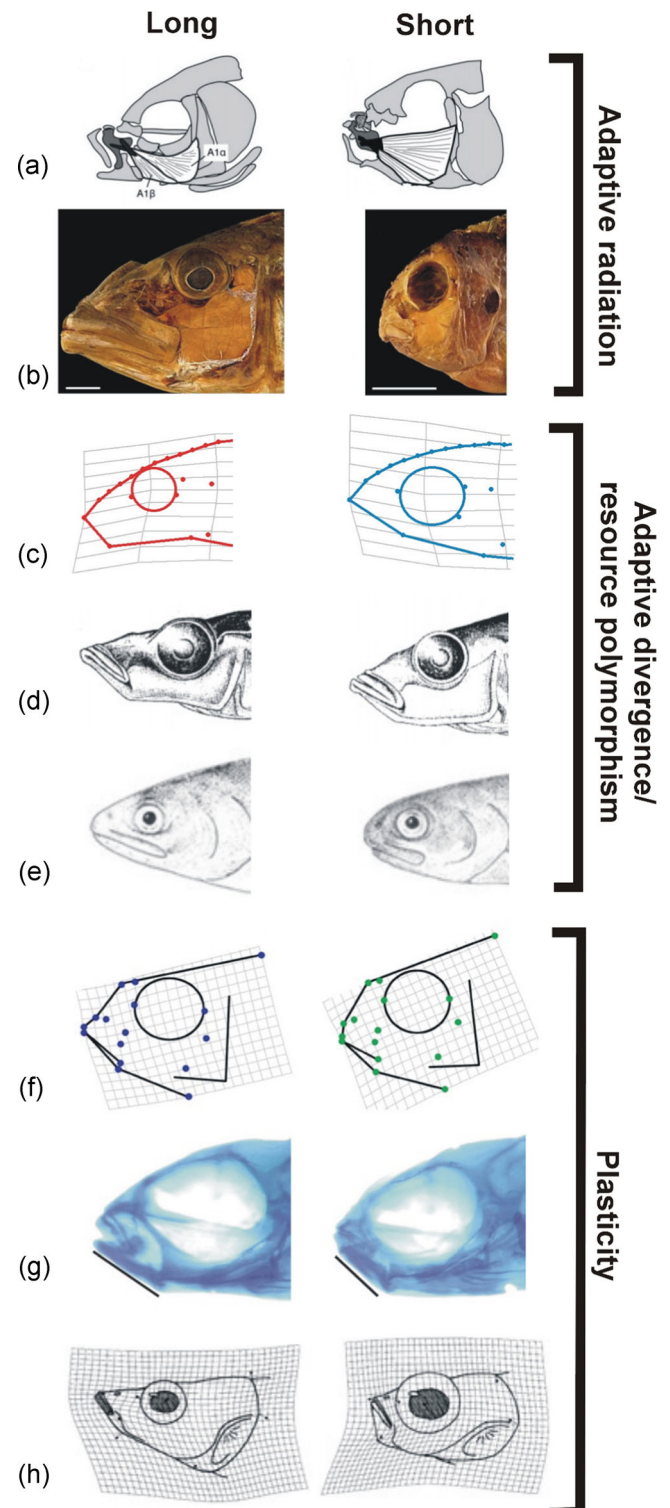 Long Short
(a)
A1α
A1β
(b)
Adaptive radiation
(c)
(d)
(e)
Adaptive divergence/
resource polymorphism
(f)
(g)
(h)
Plasticity